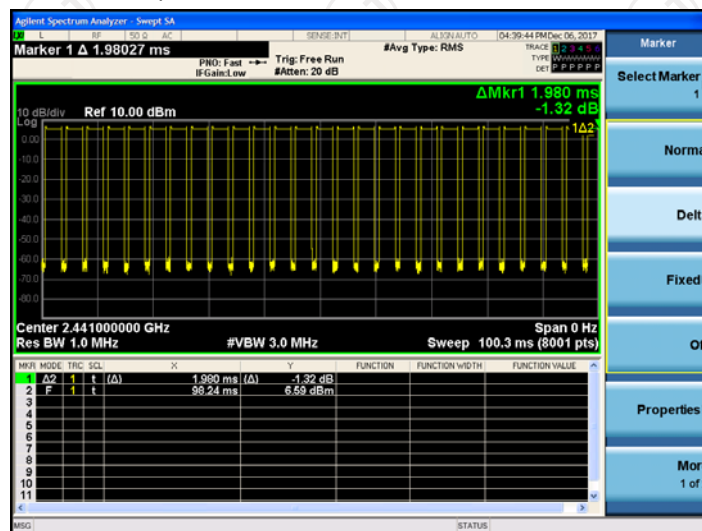 Agilent Spectrum Analyzer - Swept SA
LXI L RF 50 Ω AC SENSE:INT ALIGN AUTO 04:39:44 PM Dec 06, 2017
Marker 1 Δ 1.98027 ms #Avg Type: RMS TRACE 1 2 3 4 5 6
PNO: Fast Trig: Free Run TYPE W
IFGain:Low #Atten: 20 dB DET P P P P P P
Marker
Select Marker
1
ΔMkr1 1.980 ms
10 dB/div Ref 10.00 dBm -1.32 dB
Log
1Δ2
0.00
-10.0
-20.0
-30.0
-40.0
-50.0
-60.0
-70.0
-80.0
Norma
Delt
Fixed
Of
Properties
Mor
1 of
Center 2.441000000 GHz Span 0 Hz
Res BW 1.0 MHz #VBW 3.0 MHz Sweep 100.3 ms (8001 pts)
MKR MODE TRC SCL X Y FUNCTION FUNCTION WIDTH FUNCTION VALUE
1 Δ2 1 t (Δ) 1.980 ms (Δ) -1.32 dB
2 F 1 t 98.24 ms 6.59 dBm
3
4
5
6
7
8
9
10
11
MSG STATUS